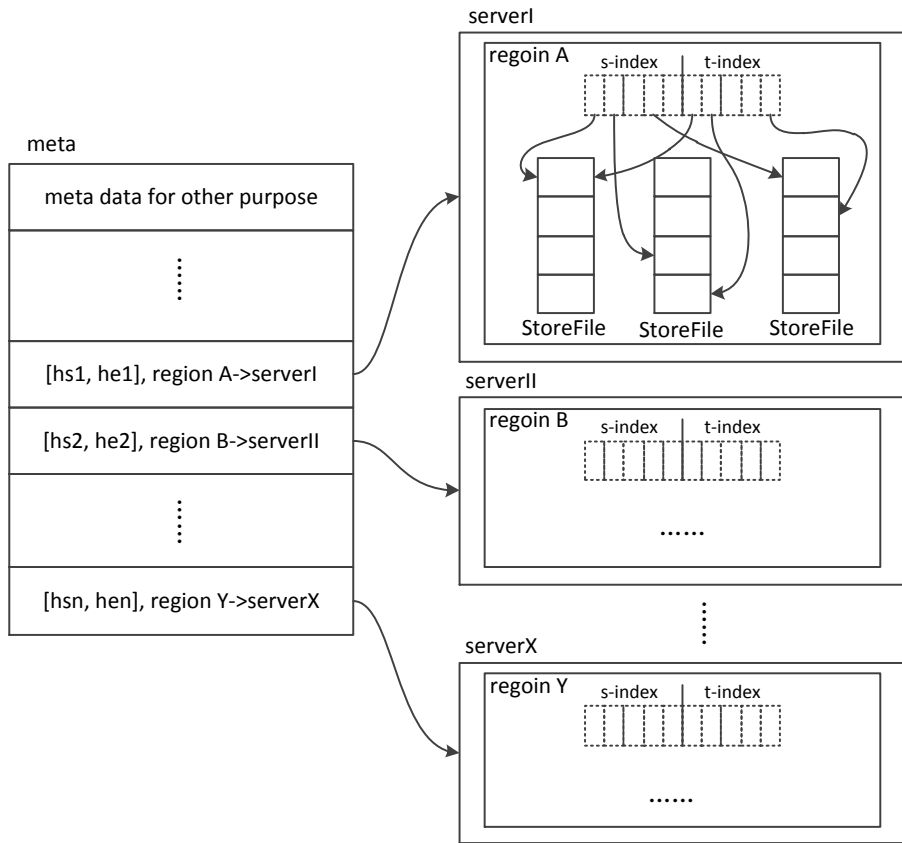 meta
meta data for other purpose
......
[hs1, he1], region A->serverI
[hs2, he2], region B->serverII
......
[hsn, hen], region Y->serverX
serverI
regoin A
s-index t-index
StoreFile StoreFile StoreFile
serverII
regoin B
s-index t-index
......
......
serverX
regoin Y
s-index t-index
......